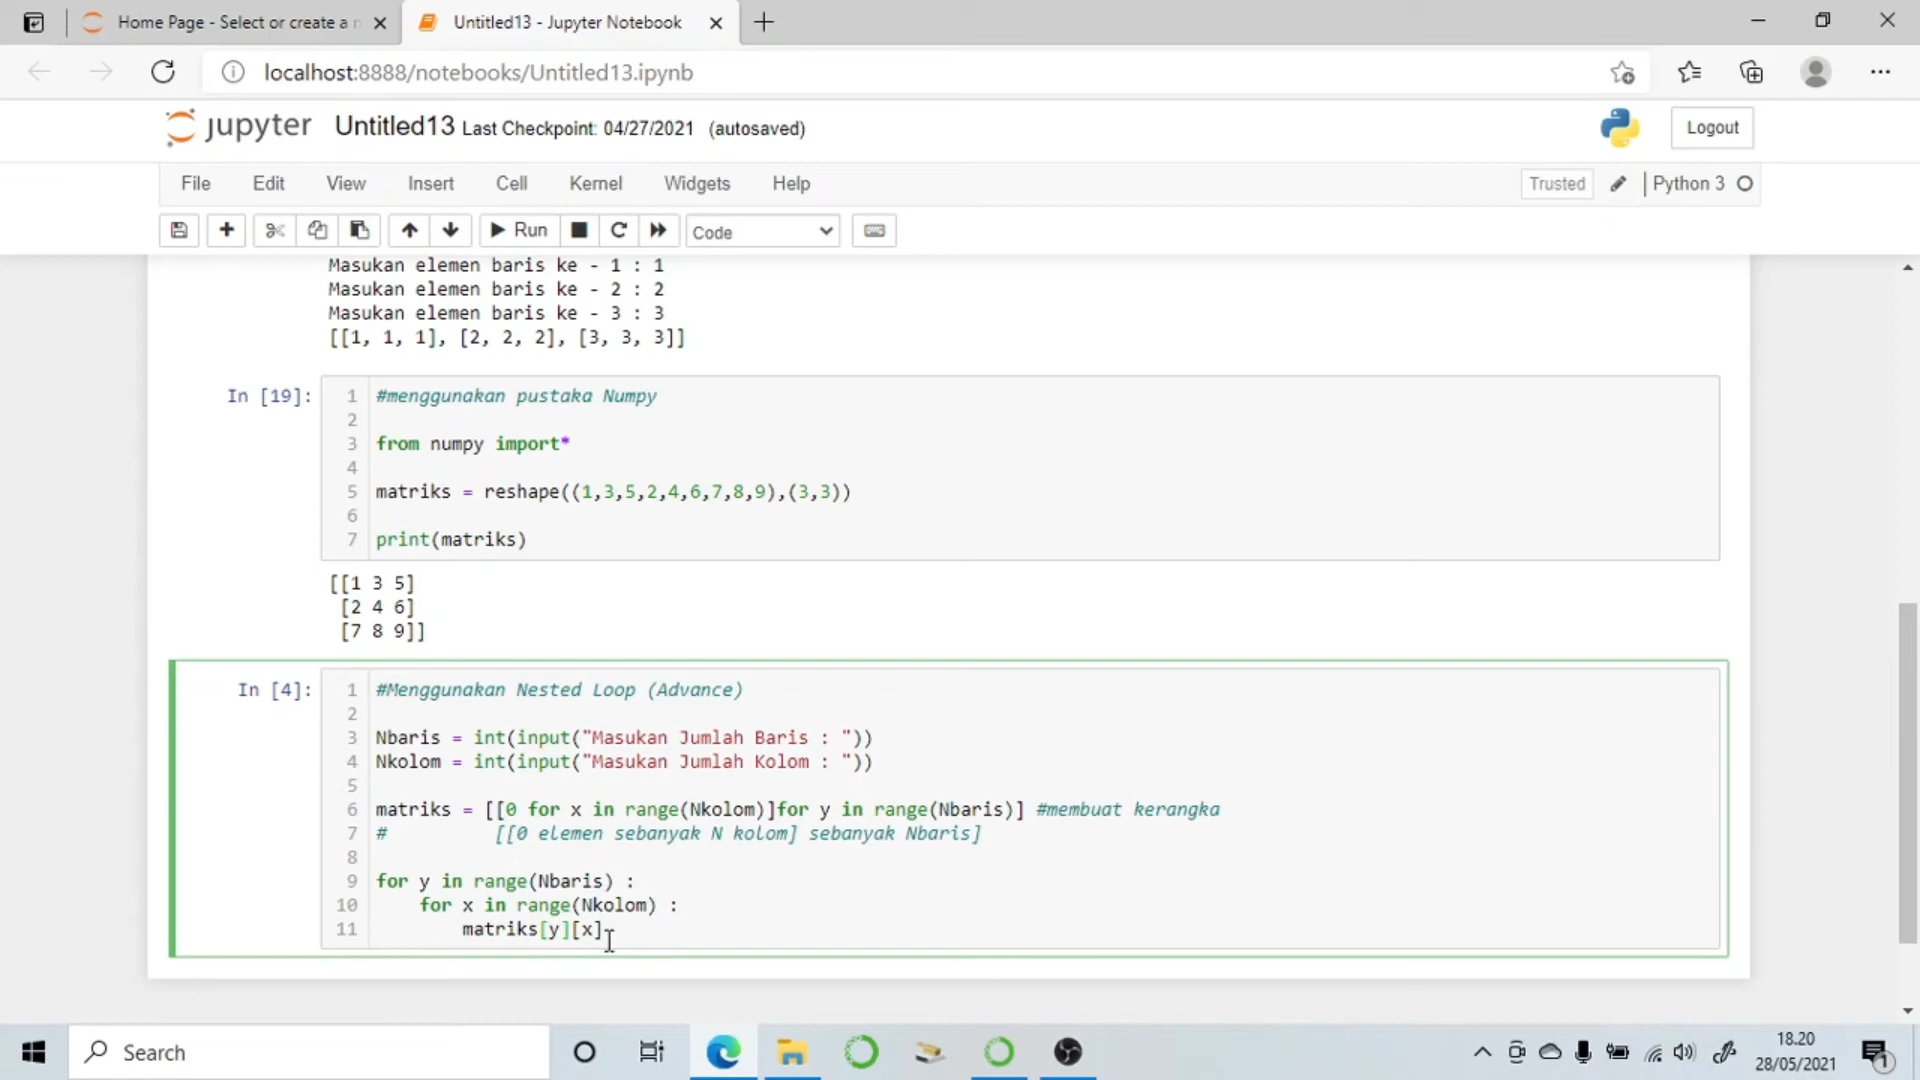 Home Page - Select or create a n
Untitled13 - Jupyter Notebook
localhost:8888/notebooks/Untitled13.ipynb
jupyter Untitled13 Last Checkpoint: 04/27/2021 (autosaved)
Logout
File Edit View Insert Cell Kernel Widgets Help
Trusted
Python 3
Run
Code
Masukan elemen baris ke - 1 : 1
Masukan elemen baris ke - 2 : 2
Masukan elemen baris ke - 3 : 3
[[1, 1, 1], [2, 2, 2], [3, 3, 3]]
In [19]:
1 #menggunakan pustaka Numpy
2
3 from numpy import*
4
5 matriks = reshape((1,3,5,2,4,6,7,8,9),(3,3))
6
7 print(matriks)
[[1 3 5]
[2 4 6]
[7 8 9]]
In [4]:
1 #Menggunakan Nested Loop (Advance)
2
3 Nbaris = int(input("Masukan Jumlah Baris : "))
4 Nkolom = int(input("Masukan Jumlah Kolom : "))
5
6 matriks = [[0 for x in range(Nkolom)]for y in range(Nbaris)] #membuat kerangka
7 # [[0 elemen sebanyak N kolom] sebanyak Nbaris]
8
9 for y in range(Nbaris) :
10 for x in range(Nkolom) :
11 matriks[y][x]
Search
18.20
28/05/2021
1